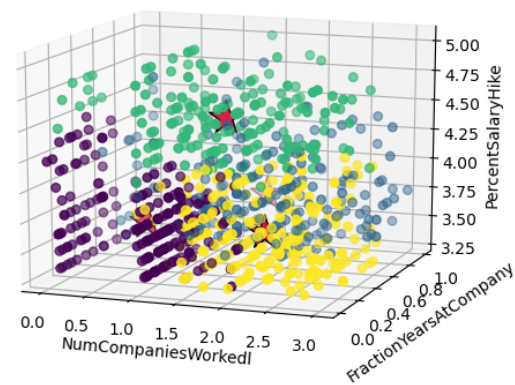 5.00
4.75
4.50
4.25
4.00
3.75
3.50
3.25
PercentSalaryHike
0.0 0.5 1.0 1.5 2.0 2.5 3.0
NumCompaniesWorkedl
0.0 0.2 0.4 0.6 0.8 1.0
FractionYearsAtCompany